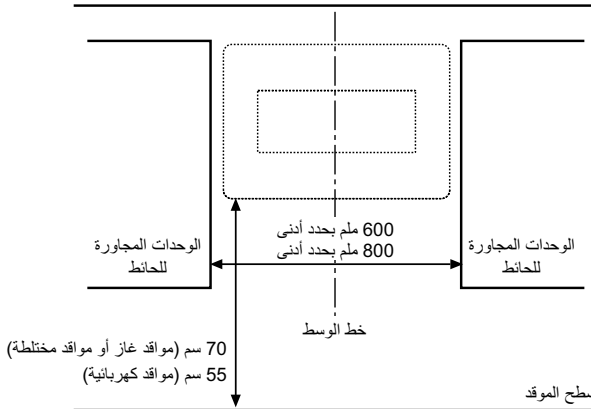 600 ملم بحدد أدنى
800 ملم بحدد أدنى
الوحدات المجاورة
للحائط
الوحدات المجاورة
للحائط
خط الوسط
70 سم (مواقد غاز أو مواقد مختلطة)
55 سم (مواقد كهربائية)
سطح الموقد